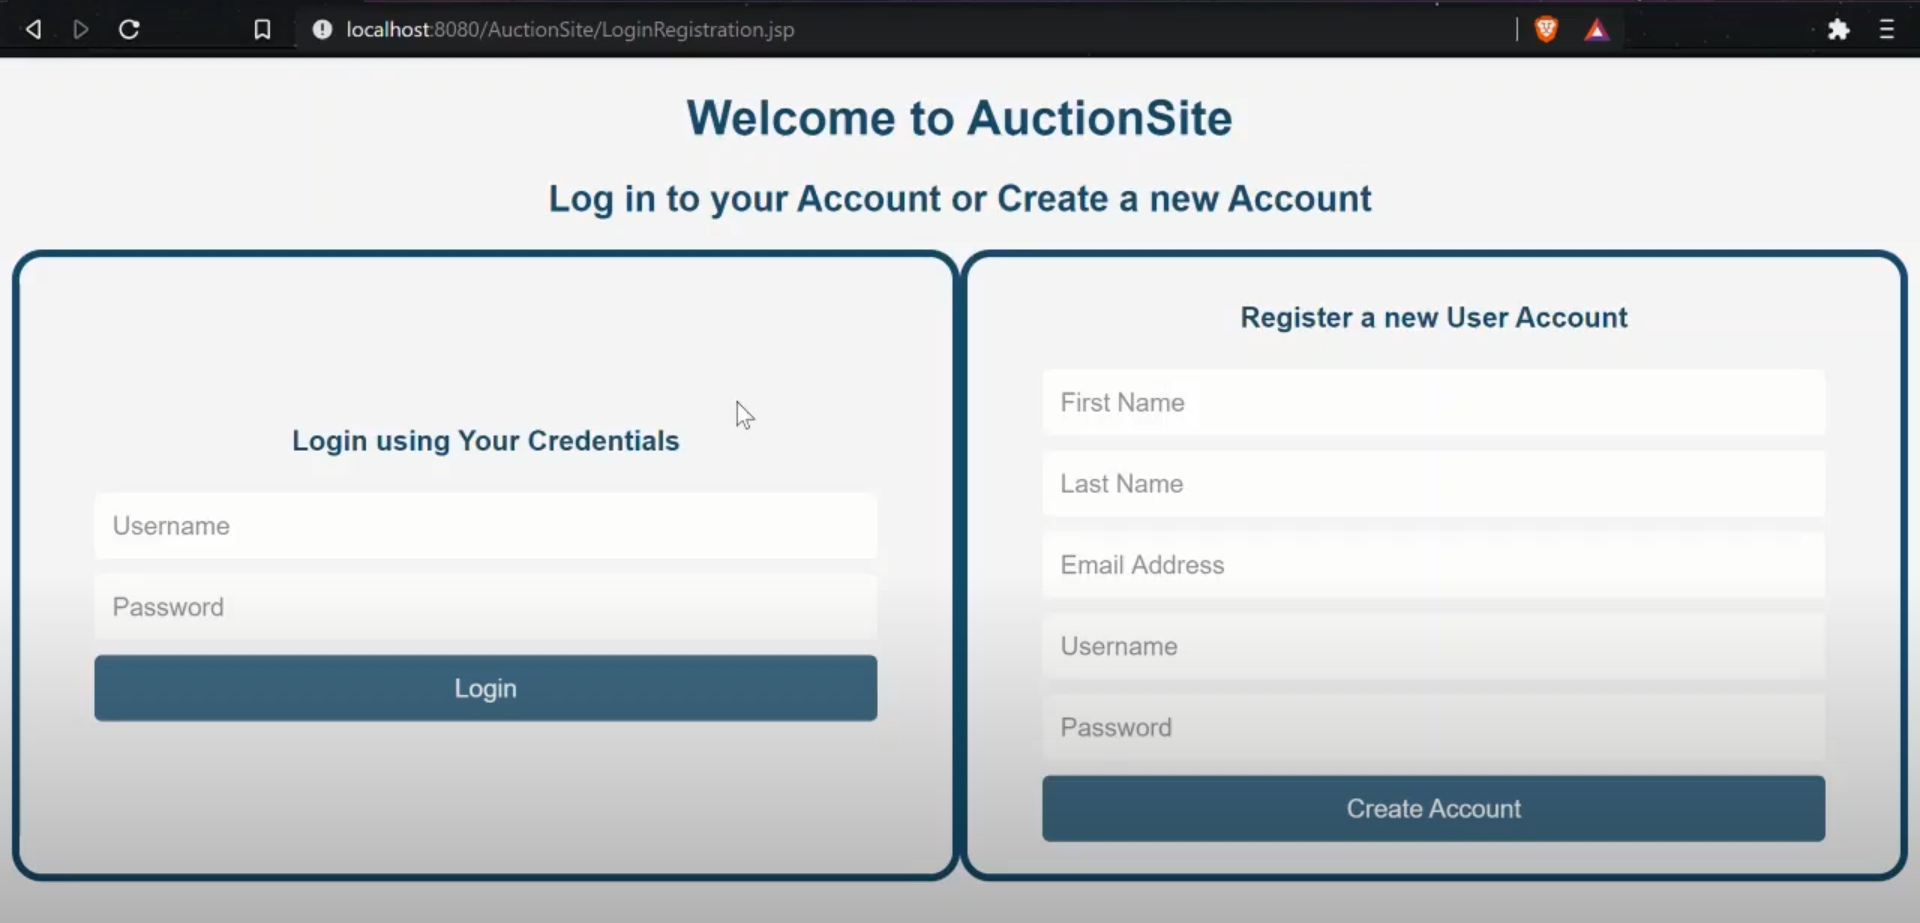 localhost:8080/AuctionSite/LoginRegistration.jsp
Welcome to AuctionSite
Log in to your Account or Create a new Account
Login using Your Credentials
Username
Password
Login
Register a new User Account
First Name
Last Name
Email Address
Username
Password
Create Account